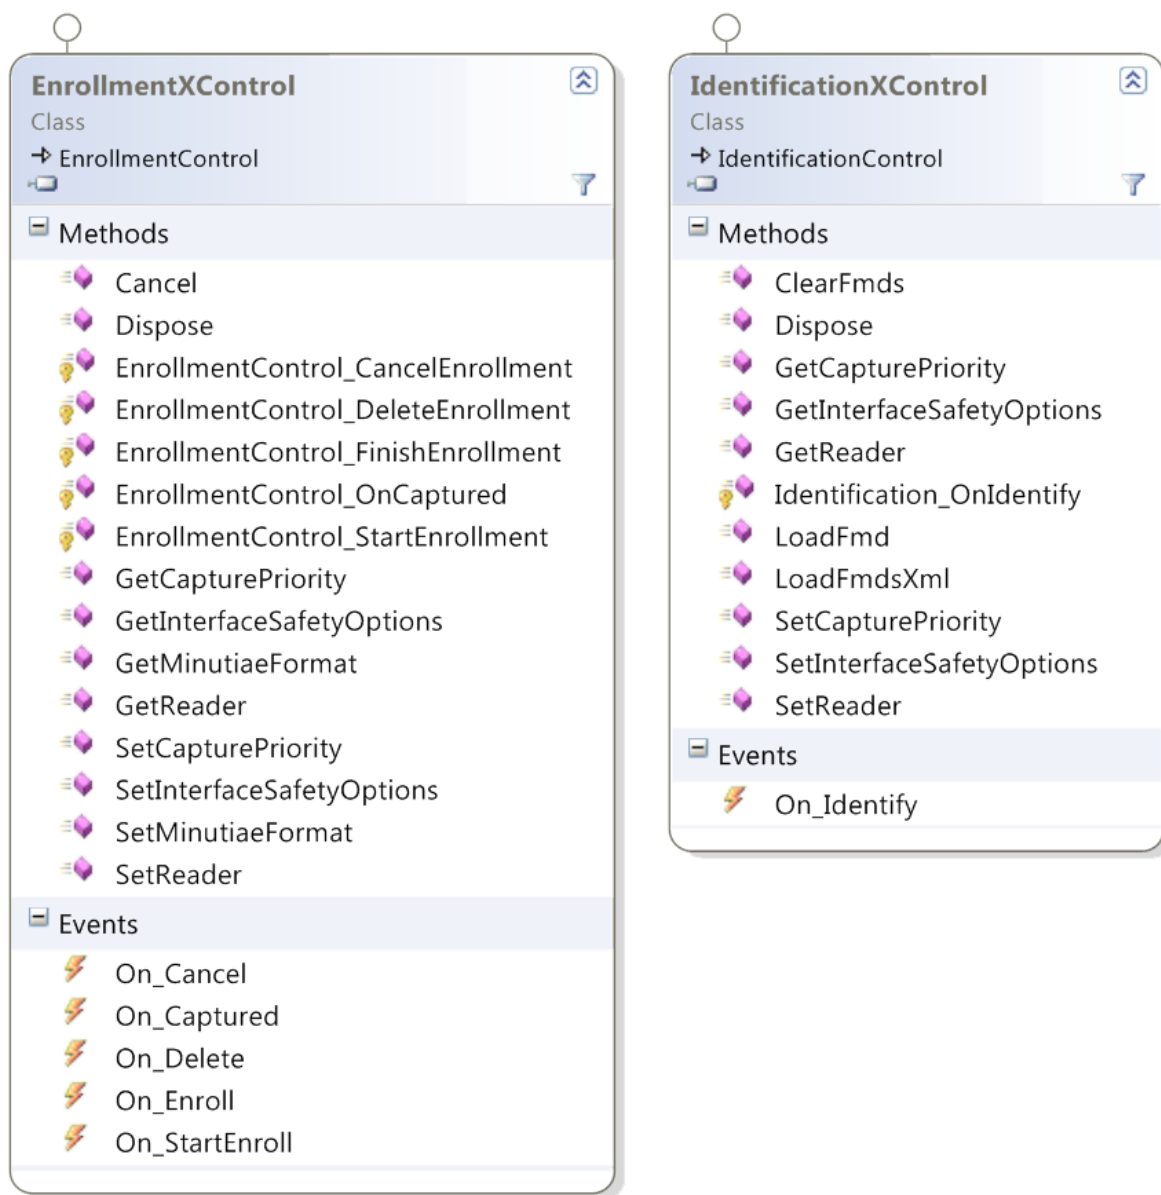 EnrollmentXControl
Class
EnrollmentControl
Methods
Cancel
Dispose
EnrollmentControl_CancelEnrollment
EnrollmentControl_DeleteEnrollment
EnrollmentControl_FinishEnrollment
EnrollmentControl_OnCaptured
EnrollmentControl_StartEnrollment
GetCapturePriority
GetInterfaceSafetyOptions
GetMinutiaeFormat
GetReader
SetCapturePriority
SetInterfaceSafetyOptions
SetMinutiaeFormat
SetReader
Events
On_Cancel
On_Captured
On_Delete
On_Enroll
On_StartEnroll
IdentificationXControl
Class
IdentificationControl
Methods
ClearFmds
Dispose
GetCapturePriority
GetInterfaceSafetyOptions
GetReader
Identification_OnIdentify
LoadFmd
LoadFmdsXml
SetCapturePriority
SetInterfaceSafetyOptions
SetReader
Events
On_Identify